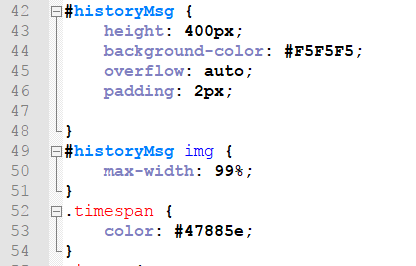 42 #historyMsg {
43 height: 400px;
44 background-color: #F5F5F5;
45 overflow: auto;
46 padding: 2px;
47
48 }
49 #historyMsg img {
50 max-width: 99%;
51 }
52 .timespan {
53 color: #47885e;
54 }